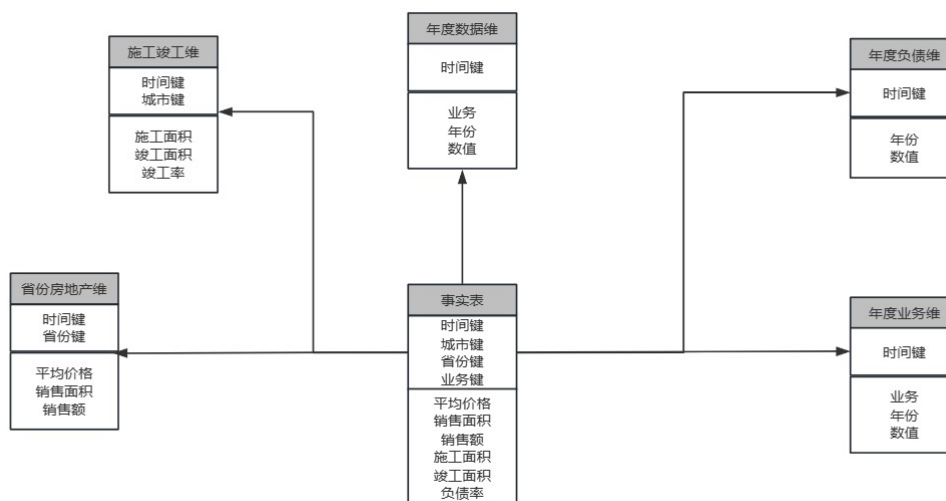 施工竣工维
时间键
城市键
施工面积
竣工面积
竣工率
年度数据维
时间键
业务
年份
数值
年度负债维
时间键
年份
数值
省份房地产维
时间键
省份键
平均价格
销售面积
销售额
事实表
时间键
城市键
省份键
业务键
平均价格
销售面积
销售额
施工面积
竣工面积
负债率
年度业务维
时间键
业务
年份
数值